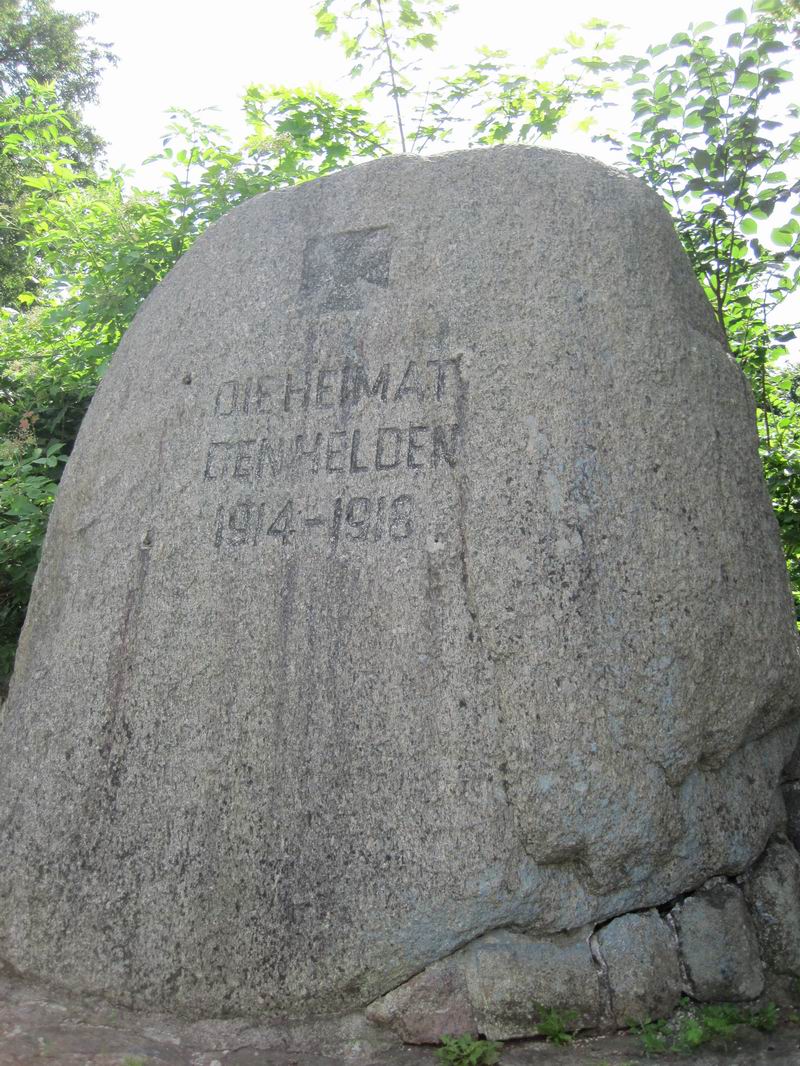 DIE HEIMAT
DEN HELDEN
1914-1918